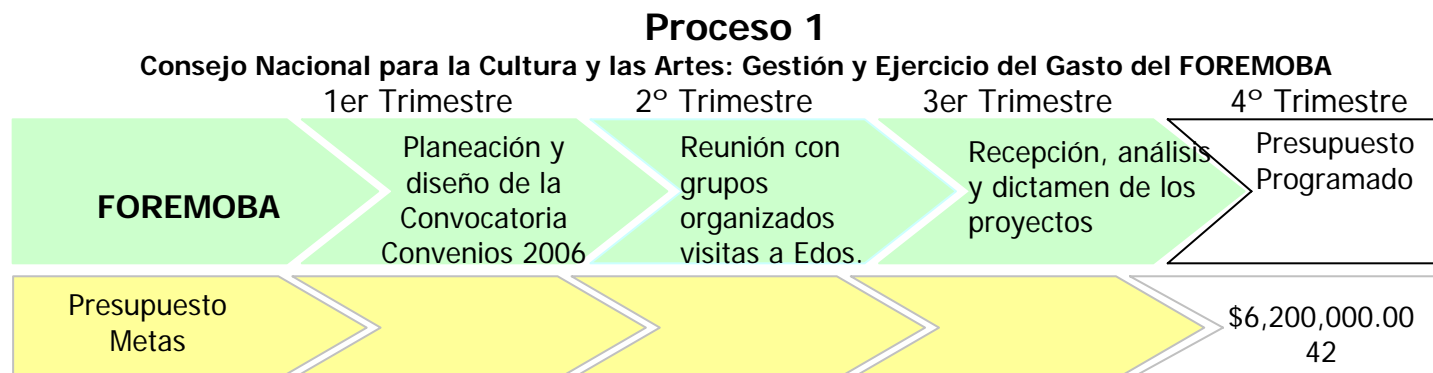 Proceso 1
Consejo Nacional para la Cultura y las Artes: Gestión y Ejercicio del Gasto del FOREMOBA
1er Trimestre
2º Trimestre
3er Trimestre
4º Trimestre
FOREMOBA
Planeación y
diseño de la
Convocatoria
Convenios 2006
Reunión con
grupos
organizados
visitas a Edos.
Recepción, análisis
y dictamen de los
proyectos
Presupuesto
Programado
Presupuesto
Metas
$6,200,000.00
42